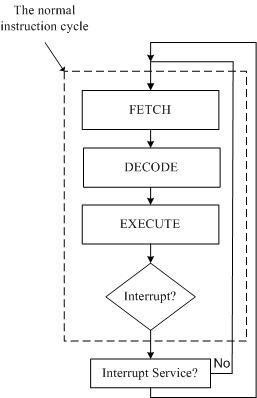 The normal
instruction cycle
FETCH
DECODE
EXECUTE
Interrupt?
Interrupt Service?
No